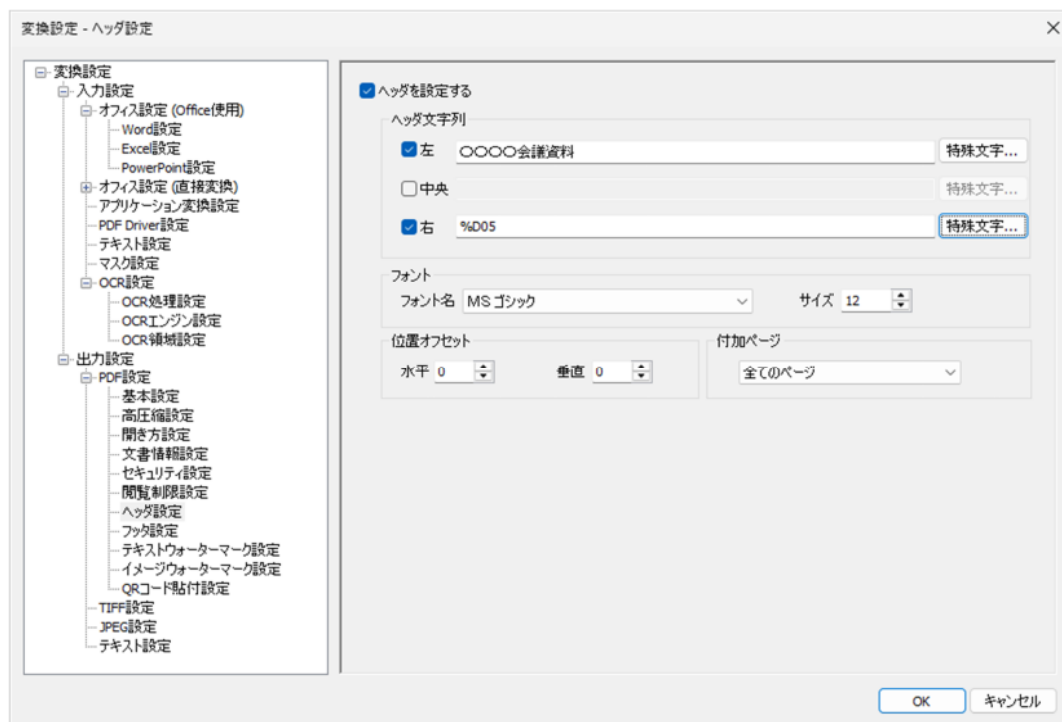 変換設定 - ヘッダ設定
変換設定
入力設定
オフィス設定 (Office使用)
Word設定
Excel設定
PowerPoint設定
オフィス設定 (直接変換)
アプリケーション変換設定
PDF Driver設定
テキスト設定
マスク設定
OCR設定
OCR処理設定
OCRエンジン設定
OCR領域設定
出力設定
PDF設定
基本設定
高圧縮設定
開き方設定
文書情報設定
セキュリティ設定
閲覧制限設定
ヘッダ設定
フッタ設定
テキストウォーターマーク設定
イメージウォーターマーク設定
QRコード貼付設定
TIFF設定
JPEG設定
テキスト設定
ヘッダを設定する
ヘッダ文字列
左 〇〇〇〇会議資料 特殊文字...
中央 特殊文字...
右 %D05 特殊文字...
フォント
フォント名 MS ゴシック サイズ 12
位置オフセット 付加ページ
水平 0 垂直 0 全てのページ
OK キャンセル